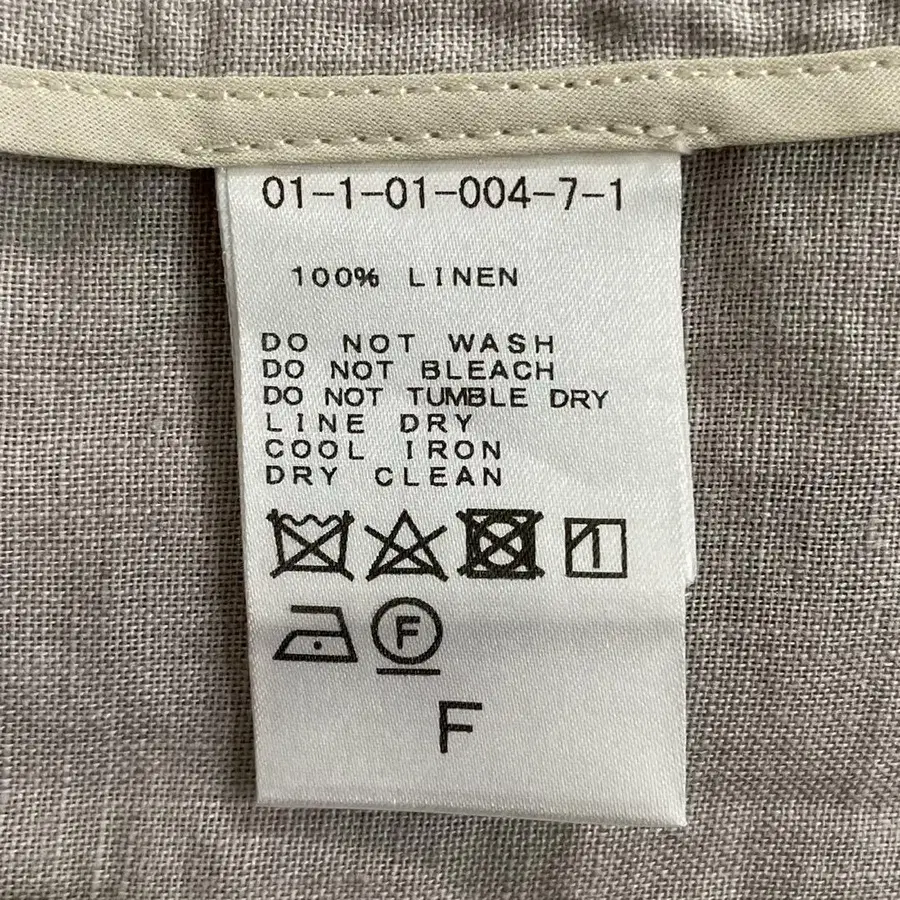 01-1-01-004-7-1
100% LINEN
DO NOT WASH
DO NOT BLEACH
DO NOT TUMBLE DRY
LINE DRY
COOL IRON
DRY CLEAN
F
F